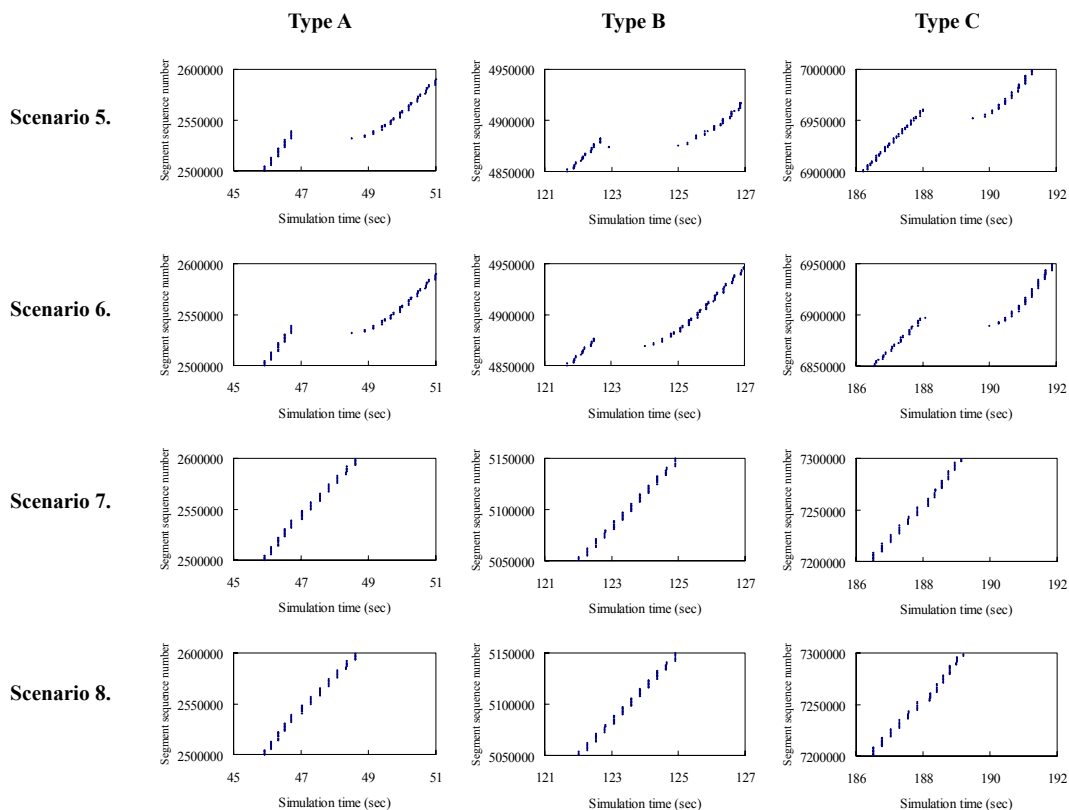 Type A
Type B
Type C
Scenario 5.
Segment sequence number
2600000
2550000
2500000
45
47
49
51
Simulation time (sec)
Segment sequence number
4950000
4900000
4850000
121
123
125
127
Simulation time (sec)
Segment sequence number
7000000
6950000
6900000
186
188
190
192
Simulation time (sec)
Scenario 6.
Segment sequence number
2600000
2550000
2500000
45
47
49
51
Simulation time (sec)
Segment sequence number
4950000
4900000
4850000
121
123
125
127
Simulation time (sec)
Segment sequence number
6950000
6900000
6850000
186
188
190
192
Simulation time (sec)
Scenario 7.
Segment sequence number
2600000
2550000
2500000
45
47
49
51
Simulation time (sec)
Segment sequence number
5150000
5100000
5050000
121
123
125
127
Simulation time (sec)
Segment sequence number
7300000
7250000
7200000
186
188
190
192
Simulation time (sec)
Scenario 8.
Segment sequence number
2600000
2550000
2500000
45
47
49
51
Simulation time (sec)
Segment sequence number
5150000
5100000
5050000
121
123
125
127
Simulation time (sec)
Segment sequence number
7300000
7250000
7200000
186
188
190
192
Simulation time (sec)